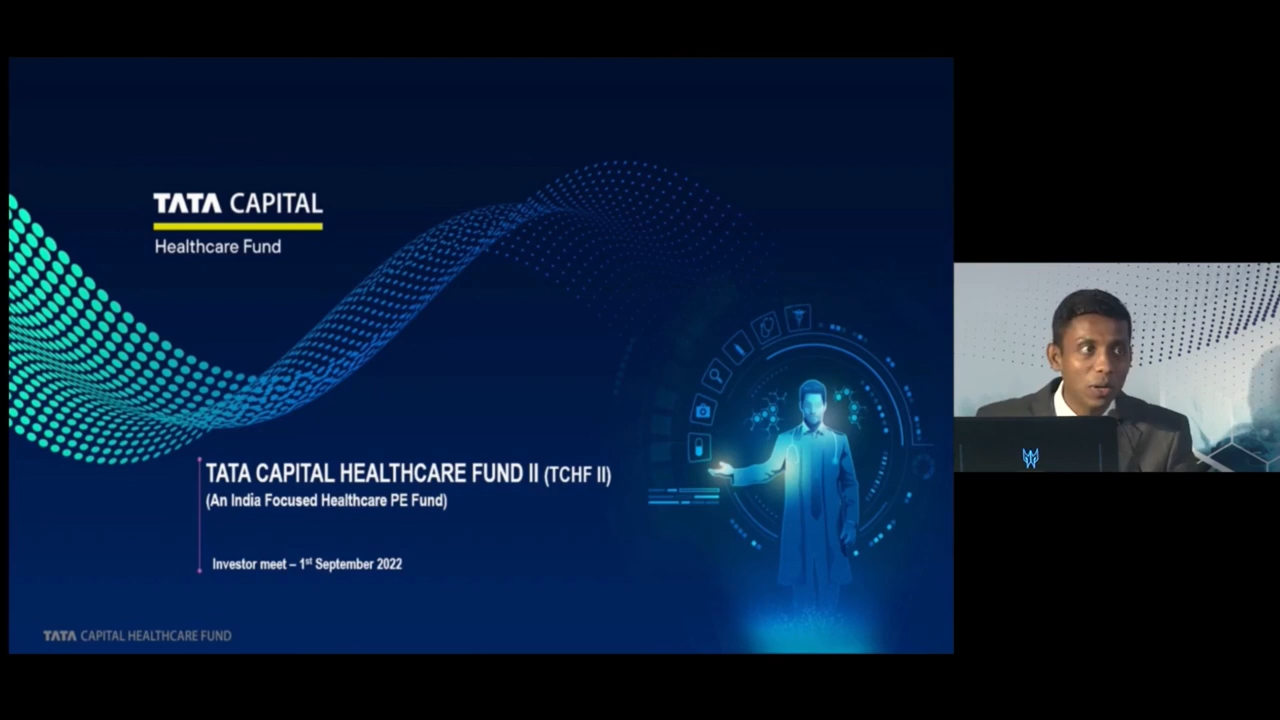 TATA CAPITAL
Healthcare Fund
TATA CAPITAL HEALTHCARE FUND II (TCHF II)
(An India Focused Healthcare PE Fund)
Investor meet – 1st September 2022
TATA CAPITAL HEALTHCARE FUND